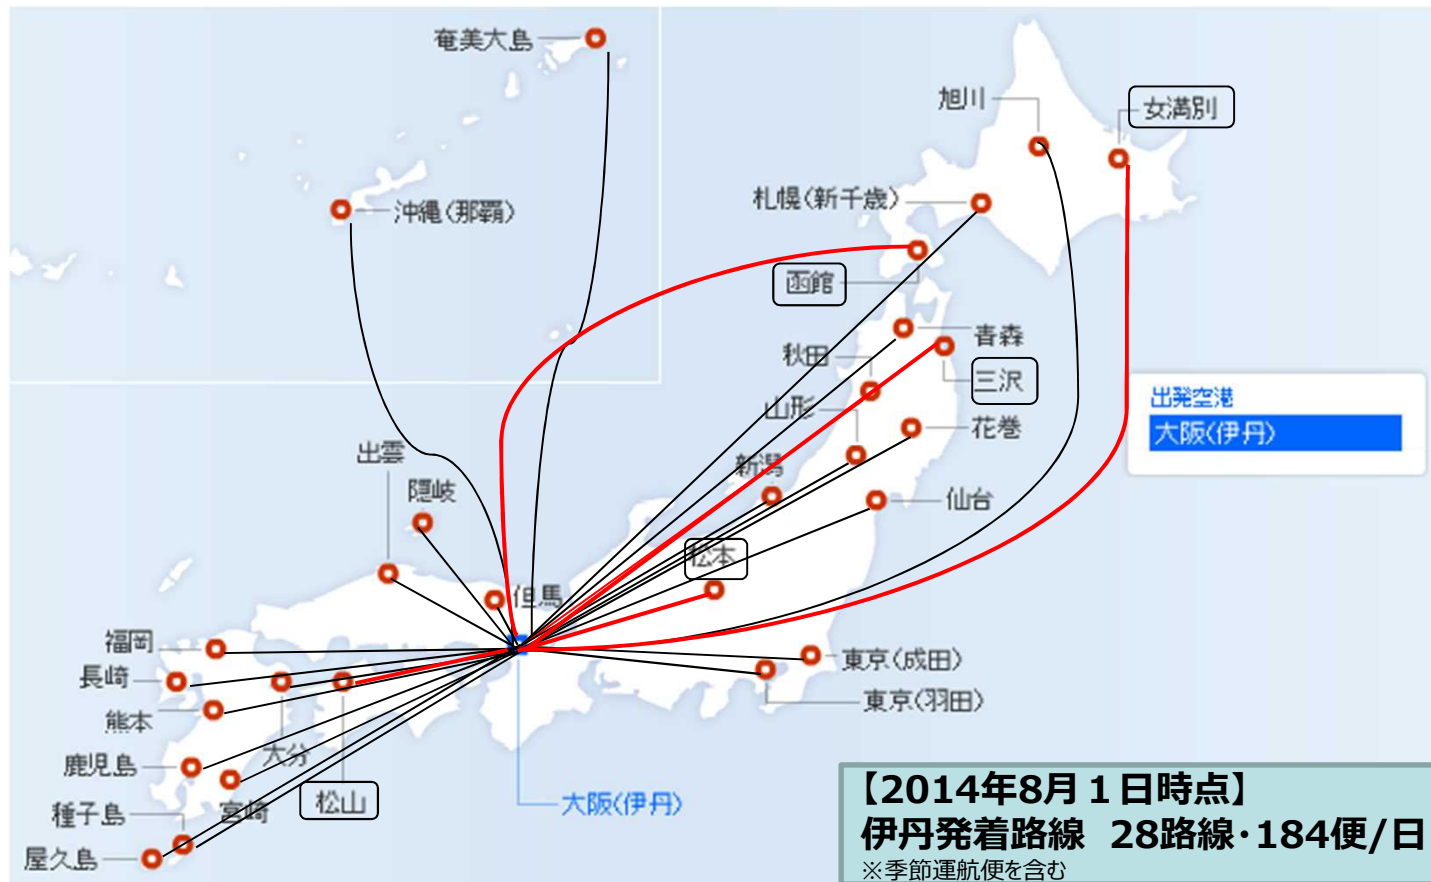 奄美大島
旭川
女満別
札幌(新千歳)
沖縄(那覇)
函館
青森
秋田
三沢
出発空港
大阪(伊丹)
山形
花巻
出雲
新潟
隠岐
仙台
松本
但馬
福岡
東京(成田)
長崎
東京(羽田)
熊本
大分
鹿児島
松山
大阪(伊丹)
種子島
宮崎
屋久島
【2014年8月1日時点】
伊丹発着路線 28路線・184便/日
※季節運航便を含む